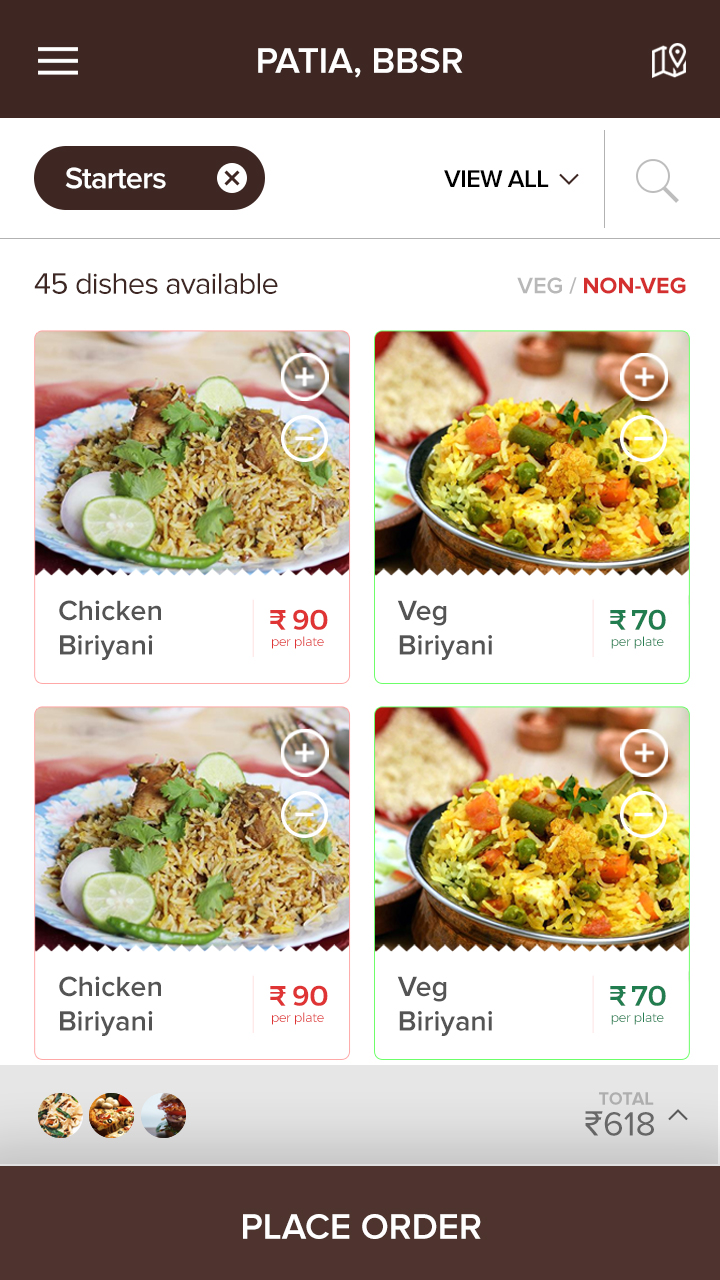 PATIA, BBSR
Starters
VIEW ALL
45 dishes available
VEG / NON-VEG
Chicken
Biriyani
₹ 90
per plate
Veg
Biriyani
₹ 70
per plate
Chicken
Biriyani
₹ 90
per plate
Veg
Biriyani
₹ 70
per plate
TOTAL
₹618
PLACE ORDER